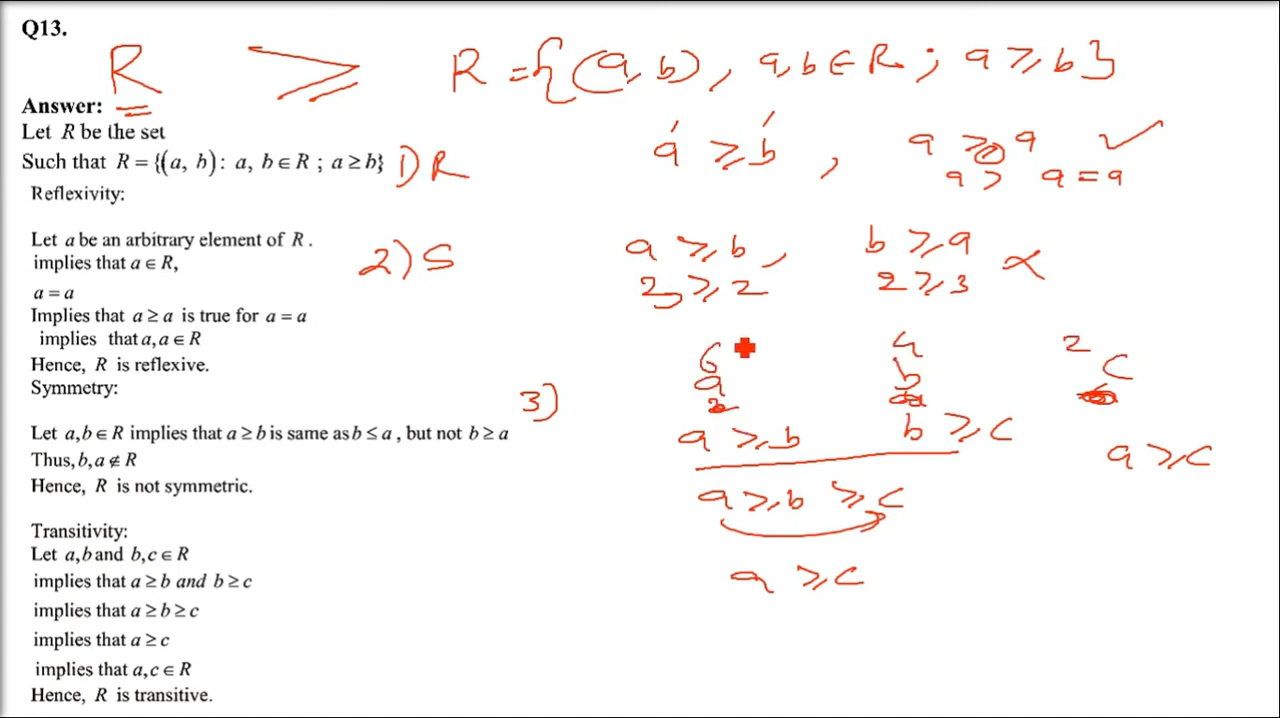 Q13.
R ≥ R = {(a, b), a, b ∈ R ; a ≥ b}
Answer:
Let R be the set
Such that R = {(a, b) : a, b ∈ R ; a ≥ b} 1) R
a ≥ b , a ≥ a ✓
a > a = a
Reflexivity:
Let a be an arbitrary element of R .
implies that a ∈ R,
2) S a ≥ b , b ≥ a
≥ 2 2 ≥ 3
a = a
Implies that a ≥ a is true for a = a
implies that a, a ∈ R
Hence, R is reflexive.
Symmetry:
3) 6 4 2
a b c
a ≥ b b ≥ c a ≥ c
Let a, b ∈ R implies that a ≥ b is same as b ≤ a , but not b ≥ a
Thus, b, a ∉ R
Hence, R is not symmetric.
a ≥ b ≥ c
a ≥ c
Transitivity:
Let a, b and b, c ∈ R
implies that a ≥ b and b ≥ c
implies that a ≥ b ≥ c
implies that a ≥ c
implies that a, c ∈ R
Hence, R is transitive.